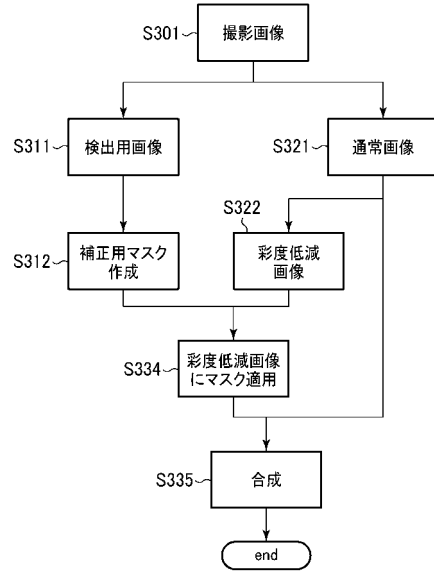 S301
撮影画像
S311
検出用画像
S321
通常画像
S322
S312
補正用マスク
作成
彩度低減
画像
S334
彩度低減画像
にマスク適用
S335
合成
end